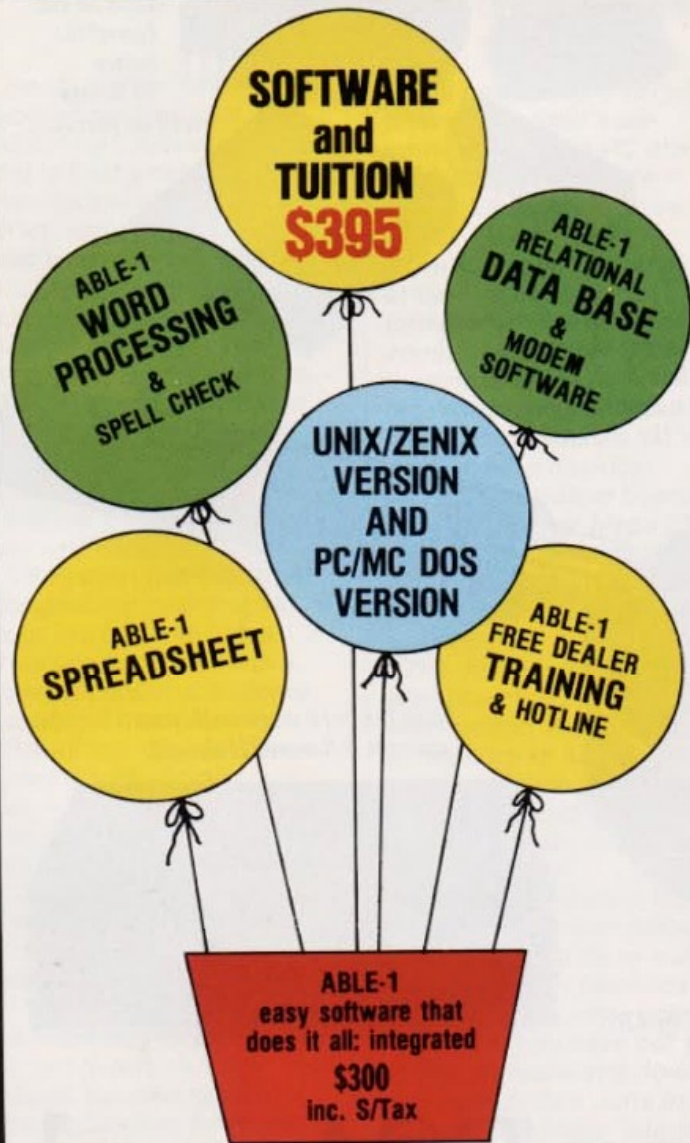 SOFTWARE
and
TUITION
$395
ABLE-1
WORD
PROCESSING
&
SPELL CHECK
ABLE-1
RELATIONAL
DATA BASE
&
MODEM
SOFTWARE
UNIX/ZENIX
VERSION
AND
PC/MC DOS
VERSION
ABLE-1
SPREADSHEET
ABLE-1
FREE DEALER
TRAINING
& HOTLINE
ABLE-1
easy software that
does it all: integrated
$300
inc. S/Tax